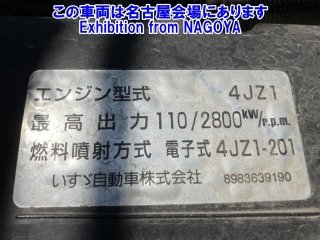 この車両は名古屋会場にあります
Exhibition from NAGOYA
エンジン型式 4JZ1
最高出力 110/2800kW/r.p.m.
燃料噴射方式 電子式 4JZ1-201
いすゞ自動車株式会社 8983639190